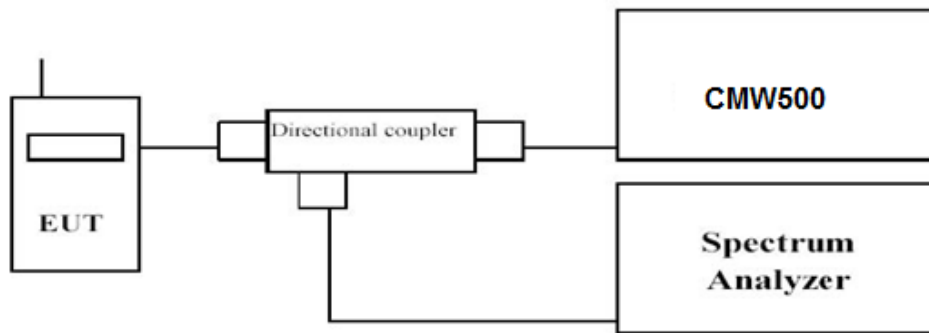 CMW500
Directional coupler
EUT
Spectrum
Analyzer